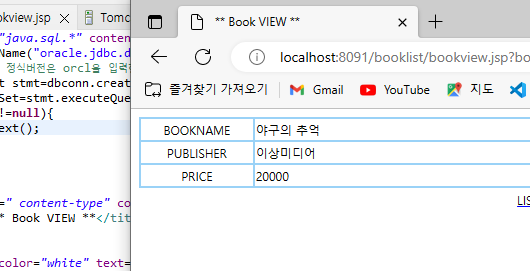 kview.jsp
Tomc
"java.sql.*" conten
Name("oracle.jdbc.d
정식버전은 orcl을 입력
t stmt=dbconn.creat
Set=stmt.executeQue
!=null){
ext();
=" content-type" co
* Book VIEW **</tit
color="white" text=
** Book VIEW **
localhost:8091/booklist/bookview.jsp?bo
즐겨찾기 가져오기
Gmail
YouTube
지도
BOOKNAME 야구의 추억
PUBLISHER 이상미디어
PRICE 20000
LIS